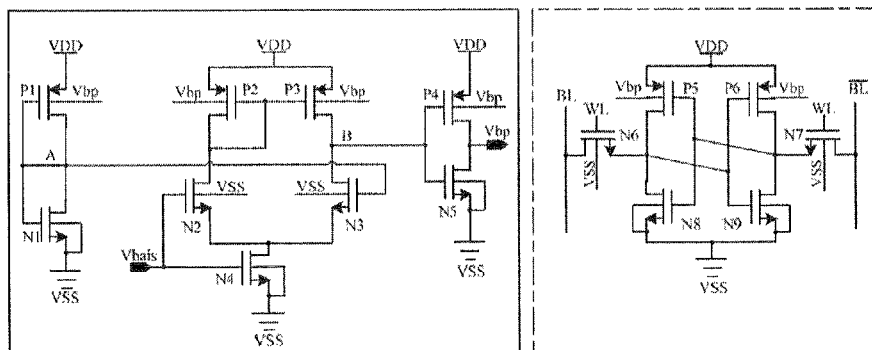 VDD
P1
Vbp
A
N1
VSS
VDD
Vbp
P2
P3
Vbp
B
VSS
VSS
N2
N3
Vbais
N4
VSS
VDD
P4
Vbp
Vbp
N5
VSS
VDD
BL
Vbp
P5
P6
Vbp
BL
WL
N6
VSS
WL
N7
VSS
N8
N9
VSS